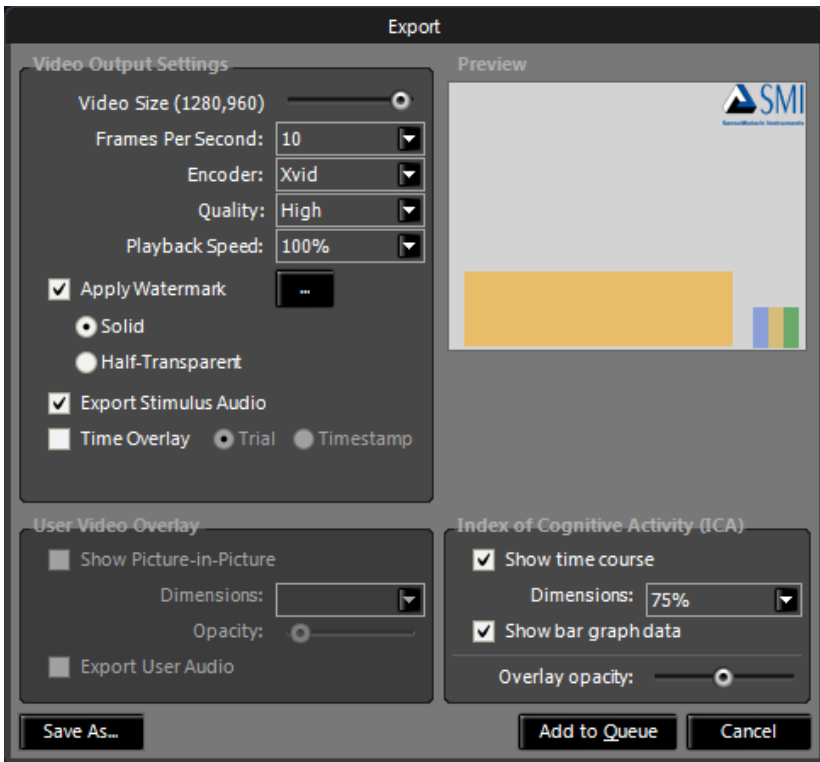 Export
Video Output Settings
Video Size (1280,960)
Frames Per Second: 10
Encoder: Xvid
Quality: High
Playback Speed: 100%
Apply Watermark ...
Solid
Half-Transparent
Export Stimulus Audio
Time Overlay Trial Timestamp
Preview
SMI
SensoMotoric Instruments
User Video Overlay
Show Picture-in-Picture
Dimensions:
Opacity:
Export User Audio
Index of Cognitive Activity (ICA)
Show time course
Dimensions: 75%
Show bar graph data
Overlay opacity:
Save As... Add to Queue Cancel